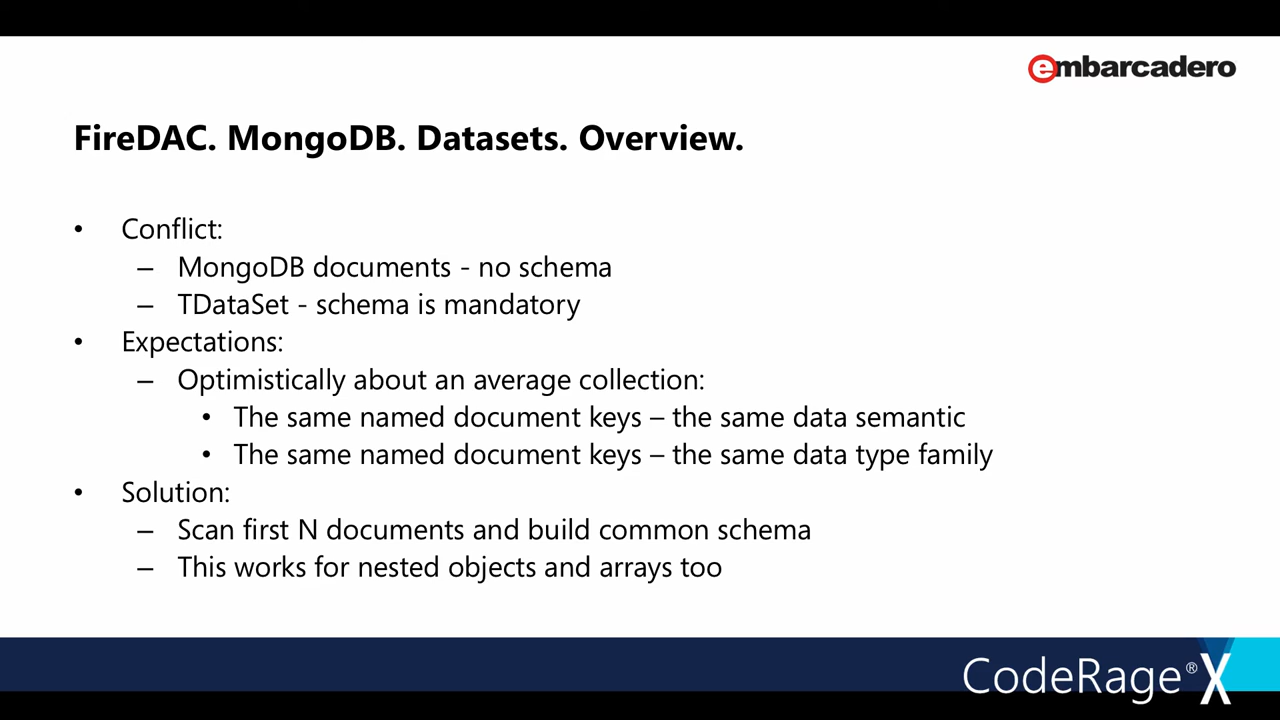 embarcadero
FireDAC. MongoDB. Datasets. Overview.
• Conflict:
– MongoDB documents - no schema
– TDataSet - schema is mandatory
• Expectations:
– Optimistically about an average collection:
• The same named document keys – the same data semantic
• The same named document keys – the same data type family
• Solution:
– Scan first N documents and build common schema
– This works for nested objects and arrays too
CodeRage® X